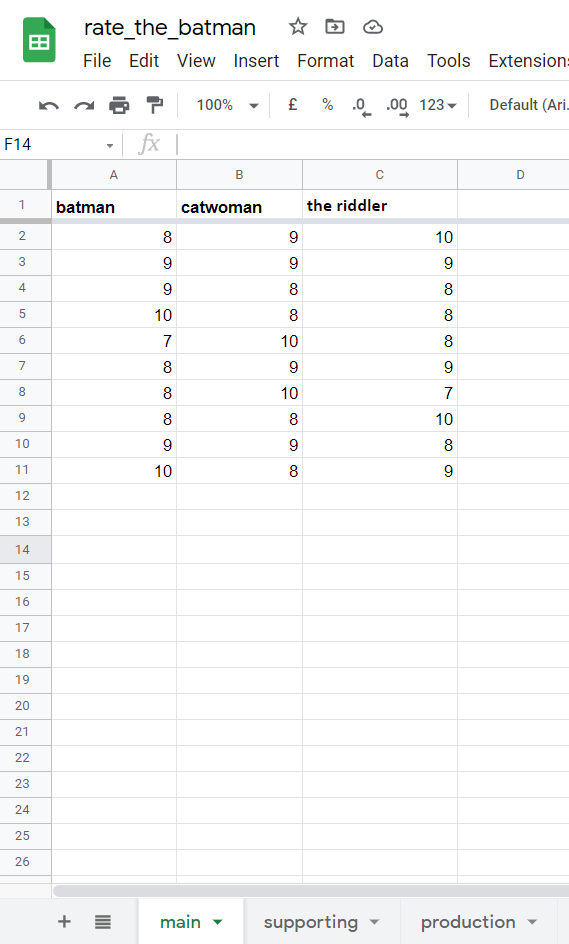 rate_the_batman
File Edit View Insert Format Data Tools Extensions
100% £ % .0 .00 123 Default (Ari...
F14 fx
A B C D
1 batman catwoman the riddler
2 8 9 10
3 9 9 9
4 9 8 8
5 10 8 8
6 7 10 8
7 8 9 9
8 8 10 7
9 8 8 10
10 9 9 8
11 10 8 9
12
13
14
15
16
17
18
19
20
21
22
23
24
25
26
+ main supporting production